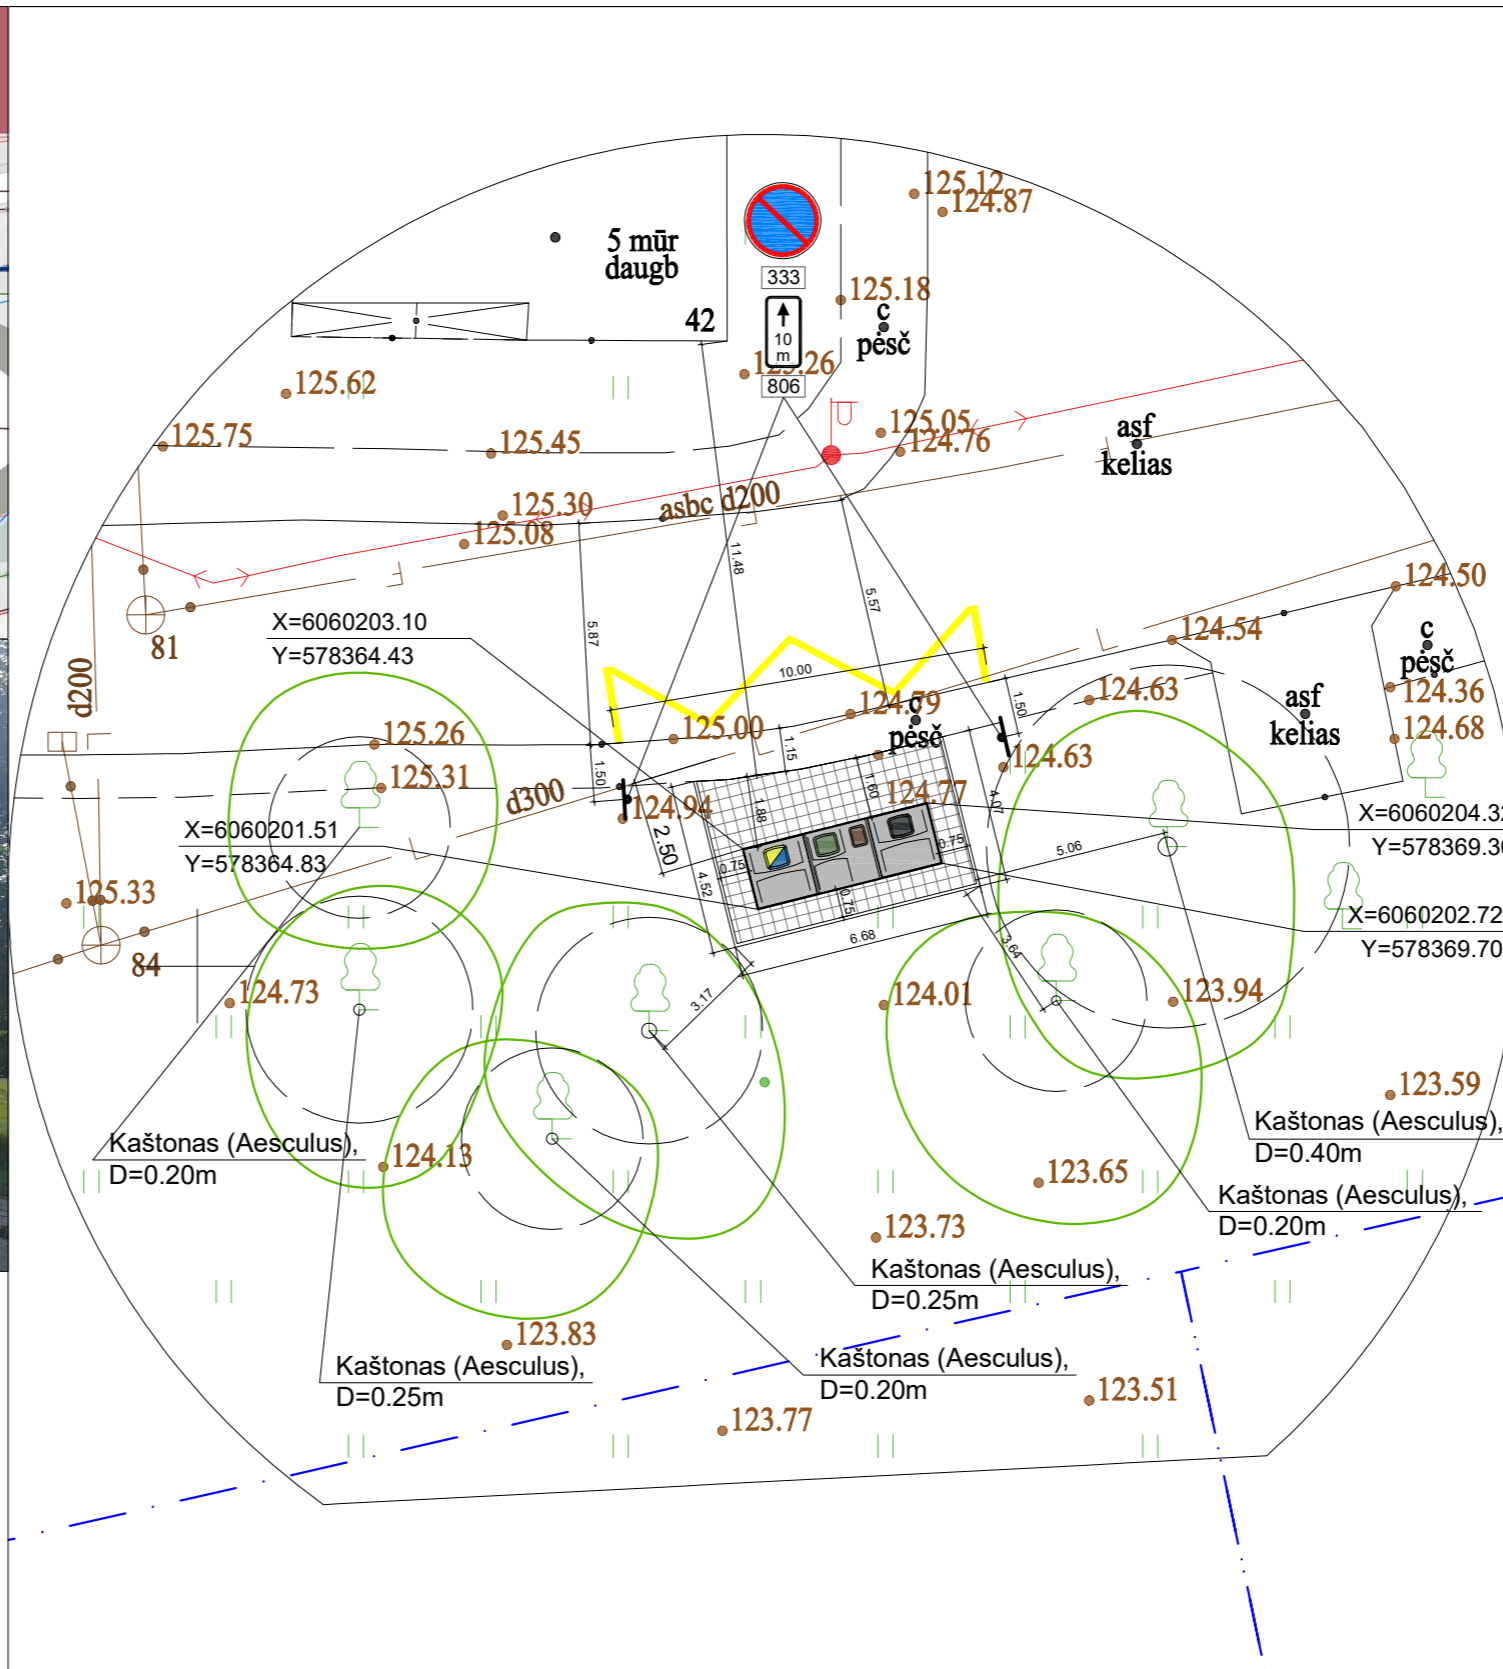 125.12
124.87
5 mūr
daugb
333
125.18
c
pėsč
42
10
m
125.26
806
125.62
125.75
125.45
125.05
124.76
asf
kelias
125.30
asbc d200
125.08
11.48
5.57
124.50
X=6060203.10
Y=578364.43
5.87
81
124.54
c
pėsč
d200
10.00
124.63
1.50
124.36
asf
kelias
124.79
c
pėsč
125.00
124.68
125.26
1.15
125.31
1.50
124.63
d300
124.94
1.88
1.60
124.77
4.07
X=6060204.32
Y=578369.30
X=6060201.51
Y=578364.83
2.50
0.75
0.75
5.06
4.52
0.75
125.33
6.68
X=6060202.72
Y=578369.70
84
3.64
124.73
3.17
124.01
123.94
123.59
Kaštonas (Aesculus),
D=0.20m
124.13
Kaštonas (Aesculus),
D=0.40m
123.65
Kaštonas (Aesculus),
D=0.20m
123.73
Kaštonas (Aesculus),
D=0.25m
123.83
Kaštonas (Aesculus),
D=0.25m
Kaštonas (Aesculus),
D=0.20m
123.51
123.77